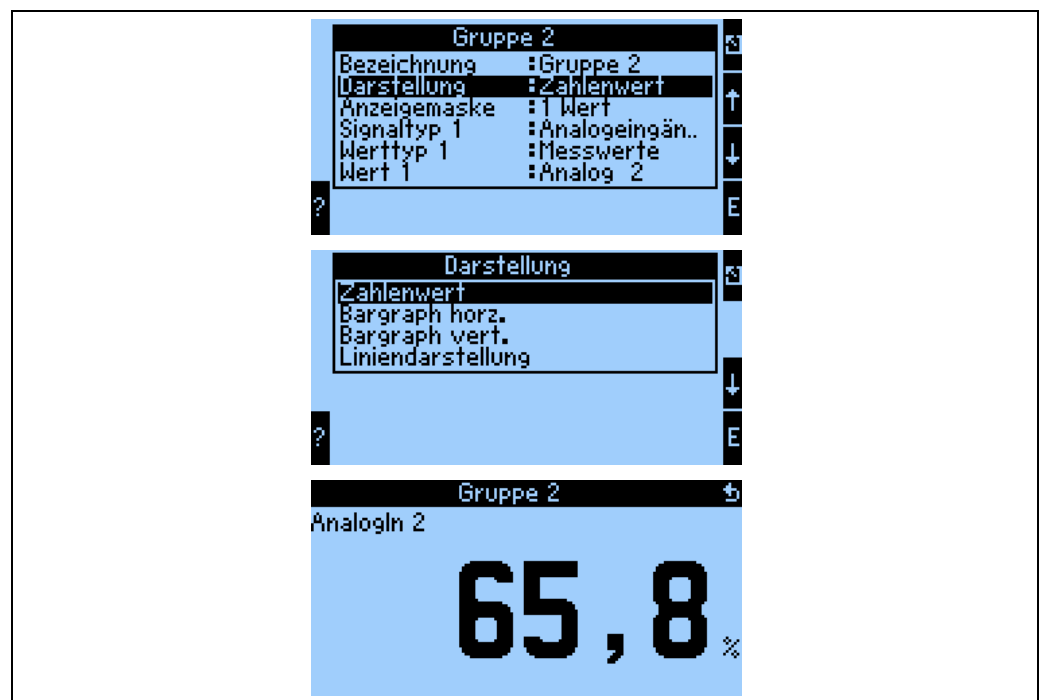 Gruppe 2
Bezeichnung :Gruppe 2
Darstellung :Zahlenwert
Anzeigemaske :1 Wert
Signaltyp 1 :Analogeingän..
Werttyp 1 :Messwerte
Wert 1 :Analog 2
? E
Darstellung
Zahlenwert
Bargraph horz.
Bargraph vert.
Liniendarstellung
? E
Gruppe 2
AnalogIn 2
65,8 %